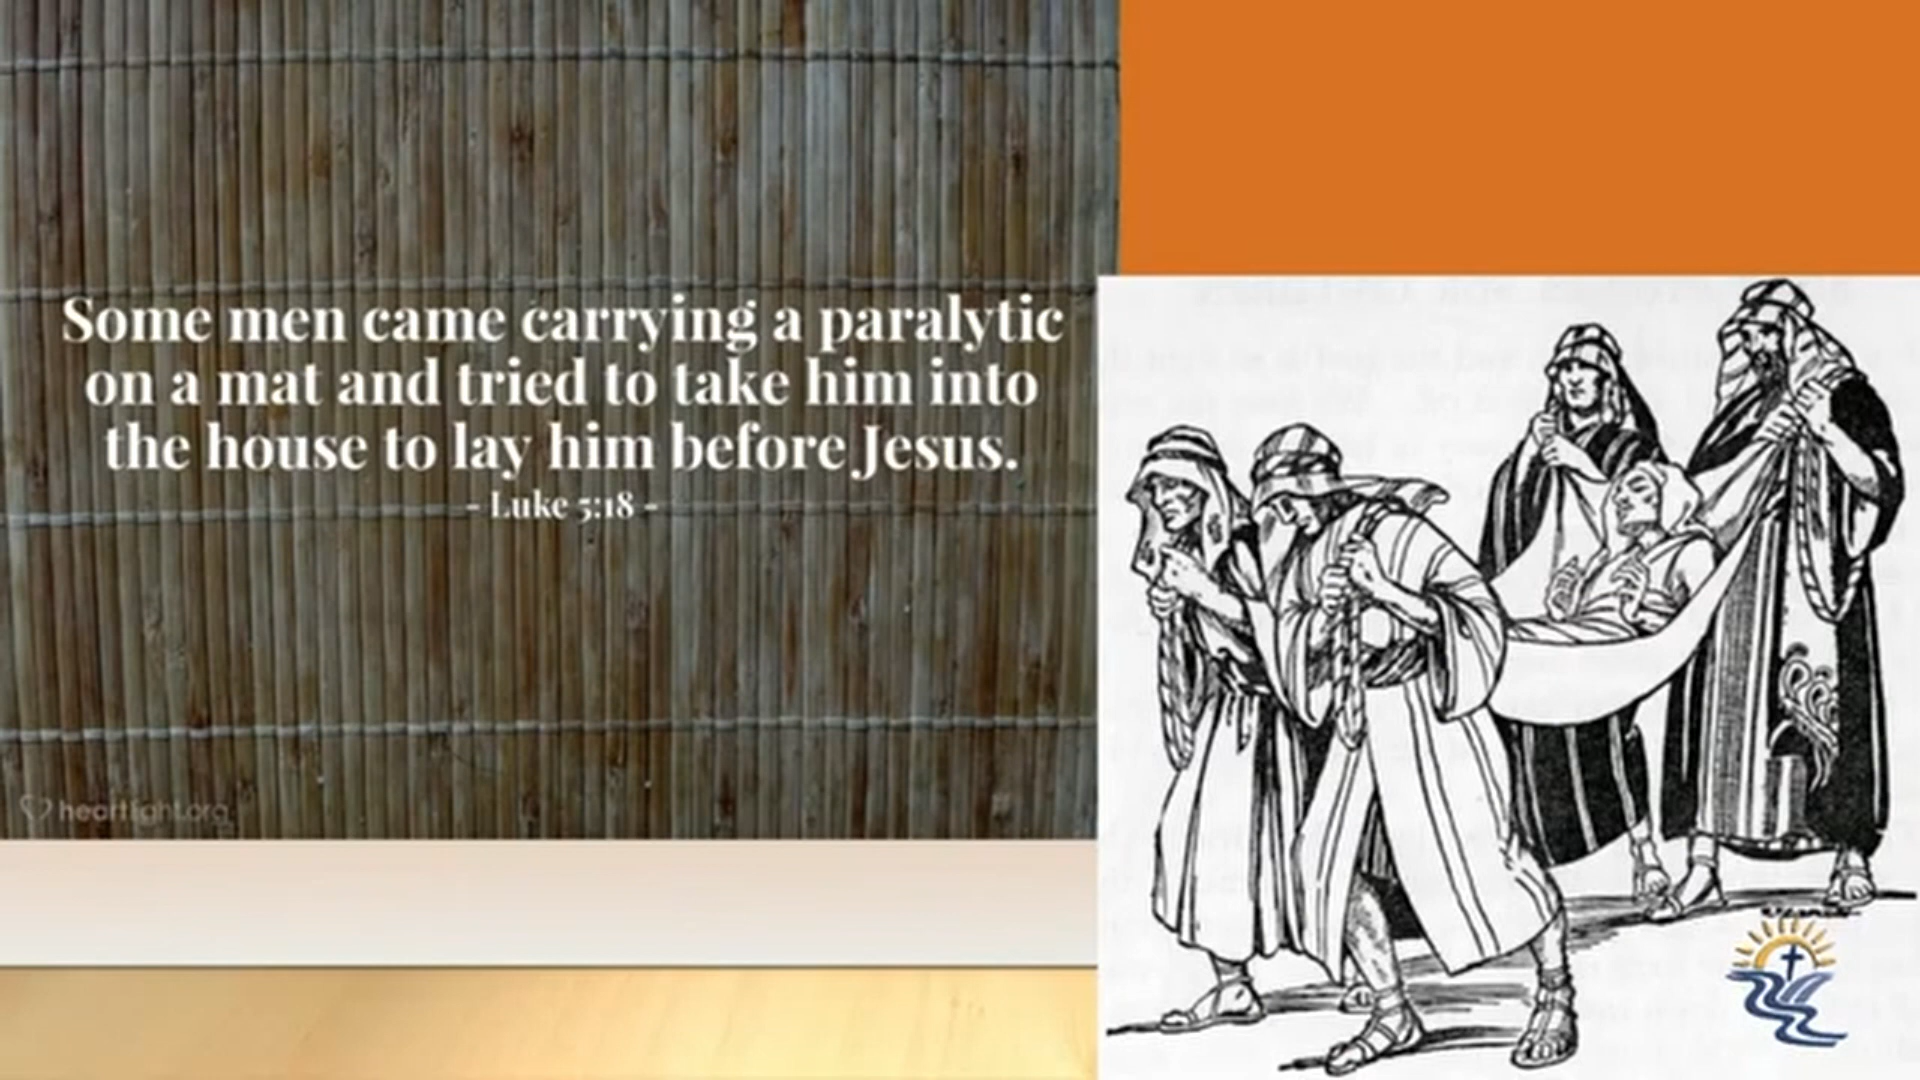 Some men came carrying a paralytic
on a mat and tried to take him into
the house to lay him before Jesus.
- Luke 5:18 -
heartlight.org